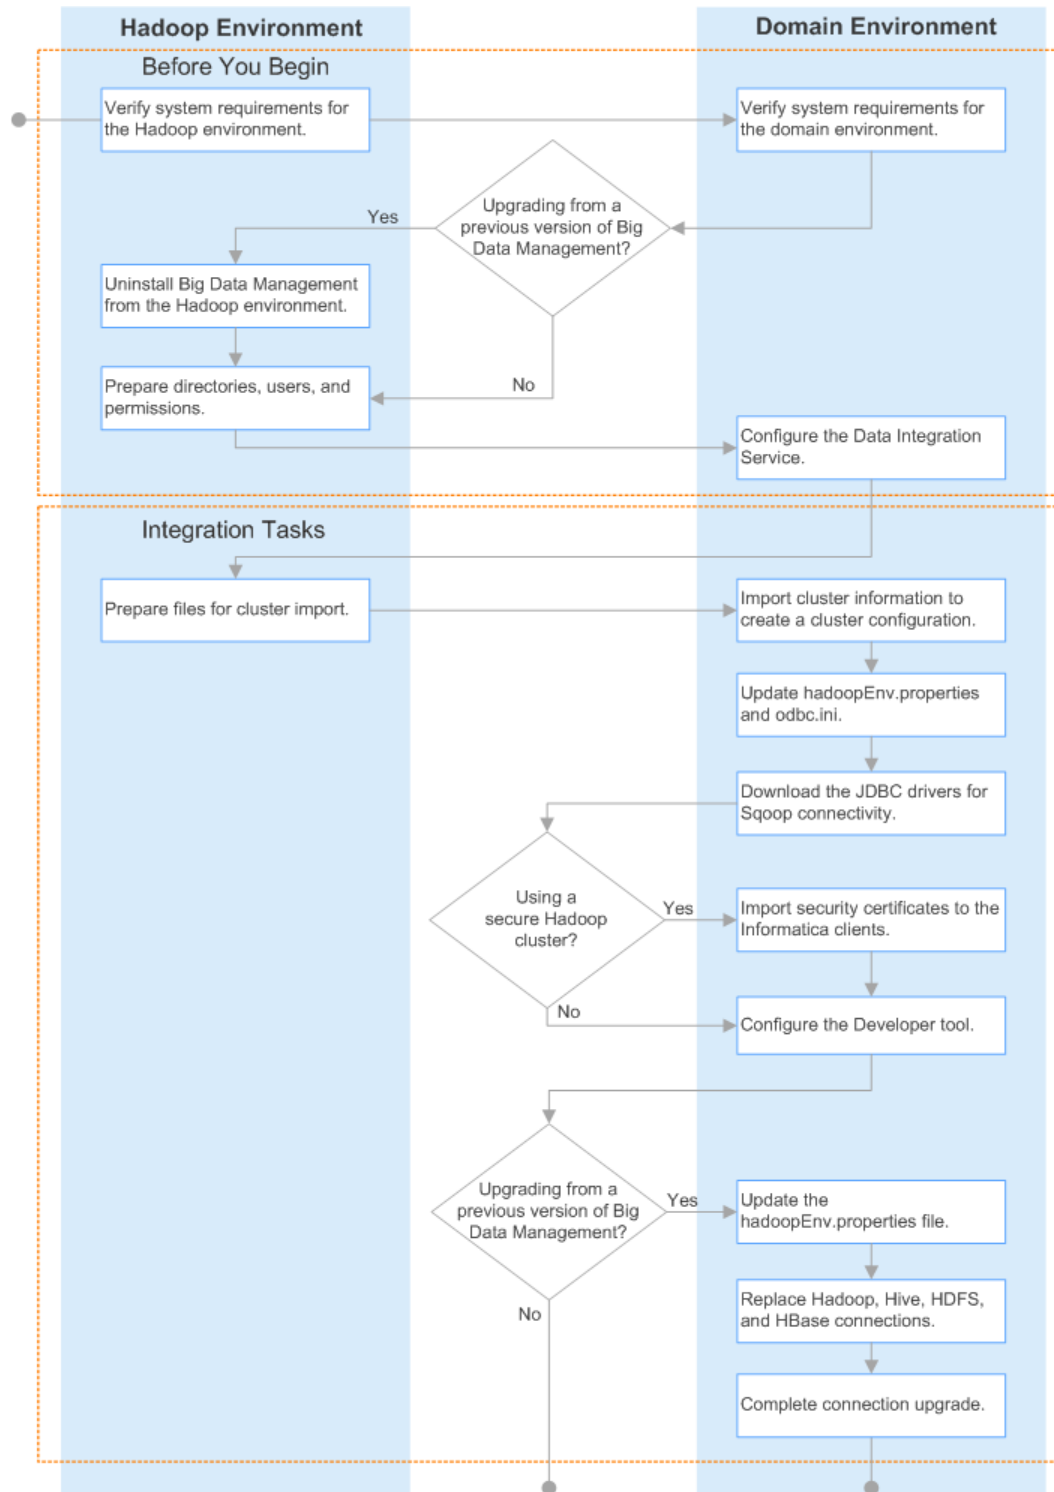 Hadoop Environment
Domain Environment
Before You Begin
Verify system requirements for
the Hadoop environment.
Verify system requirements for
the domain environment.
Upgrading from a
previous version of Big
Data Management?
Yes
Uninstall Big Data Management
from the Hadoop environment.
No
Prepare directories, users, and
permissions.
Configure the Data Integration
Service.
Integration Tasks
Prepare files for cluster import.
Import cluster information to
create a cluster configuration.
Update hadoopEnv.properties
and odbc.ini.
Download the JDBC drivers for
Sqoop connectivity.
Using a
secure Hadoop
cluster?
Yes
Import security certificates to the
Informatica clients.
No
Configure the Developer tool.
Upgrading from a
previous version of Big
Data Management?
Yes
Update the
hadoopEnv.properties file.
Replace Hadoop, Hive, HDFS,
and HBase connections.
No
Complete connection upgrade.